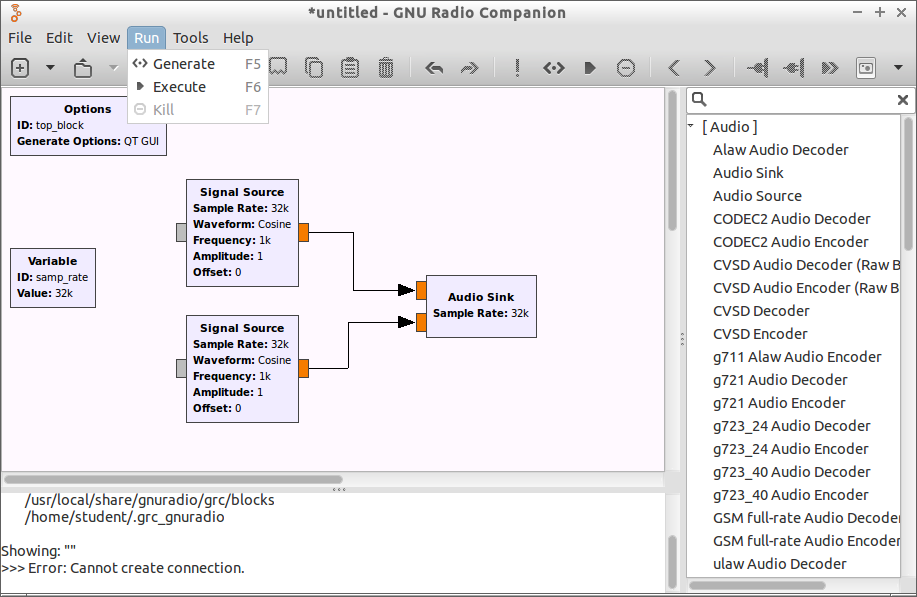 *untitled - GNU Radio Companion
File Edit View Run Tools Help
Generate F5
Execute F6
Kill F7
Options
ID: top_block
Generate Options: QT GUI
Variable
ID: samp_rate
Value: 32k
Signal Source
Sample Rate: 32k
Waveform: Cosine
Frequency: 1k
Amplitude: 1
Offset: 0
Signal Source
Sample Rate: 32k
Waveform: Cosine
Frequency: 1k
Amplitude: 1
Offset: 0
Audio Sink
Sample Rate: 32k
[ Audio ]
Alaw Audio Decoder
Audio Sink
Audio Source
CODEC2 Audio Decoder
CODEC2 Audio Encoder
CVSD Audio Decoder (Raw B
CVSD Audio Encoder (Raw B
CVSD Decoder
CVSD Encoder
g711 Alaw Audio Encoder
g721 Audio Decoder
g721 Audio Encoder
g723_24 Audio Decoder
g723_24 Audio Encoder
g723_40 Audio Decoder
g723_40 Audio Encoder
GSM full-rate Audio Decoder
GSM full-rate Audio Encoder
ulaw Audio Decoder
/usr/local/share/gnuradio/grc/blocks
/home/student/.grc_gnuradio
Showing: ""
>>> Error: Cannot create connection.